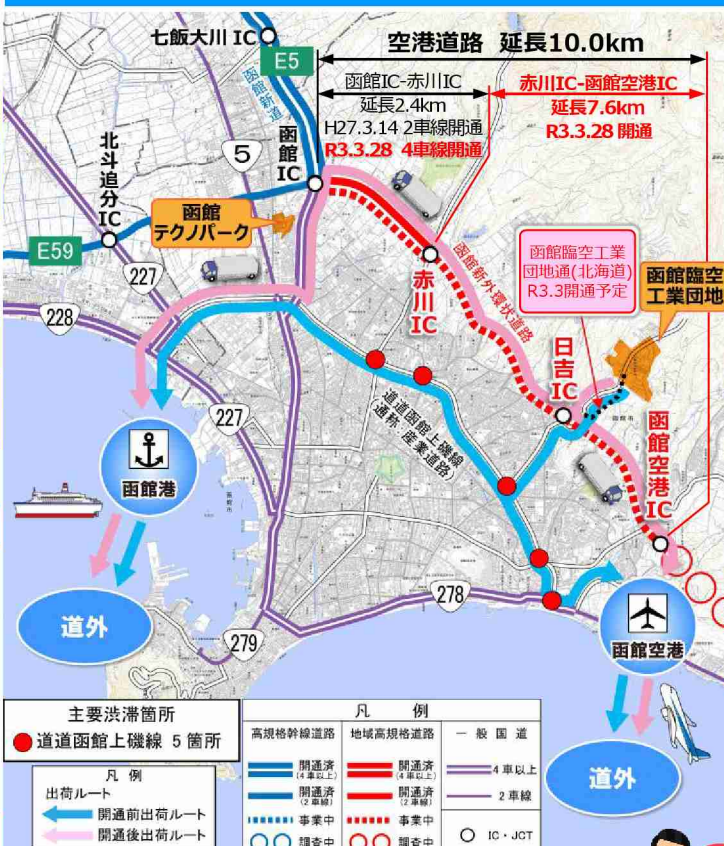 七飯大川 IC
E5
函館新道
空港道路 延長10.0km
函館IC-赤川IC
延長2.4km
H27.3.14 2車線開通
R3.3.28 4車線開通
赤川IC-函館空港IC
延長7.6km
R3.3.28 開通
5
函館IC
北斗追分IC
函館
テクノパーク
E59
227
228
赤川IC
函館新外環状道路
函館臨空工業
団地通(北海道)
R3.3開通予定
函館臨空
工業団地
日吉IC
函館空港IC
227
道道函館上磯線
(通称:産業道路)
函館港
278
279
道外
函館空港
道外
主要渋滞箇所
道道函館上磯線 5箇所
凡例
出荷ルート
開通前出荷ルート
開通後出荷ルート
凡例
高規格幹線道路
開通済
(4車以上)
開通済
(2車線)
事業中
調査中
地域高規格道路
開通済
(4車以上)
開通済
(2車線)
事業中
調査中
一般国道
4車以上
2車線
IC・JCT